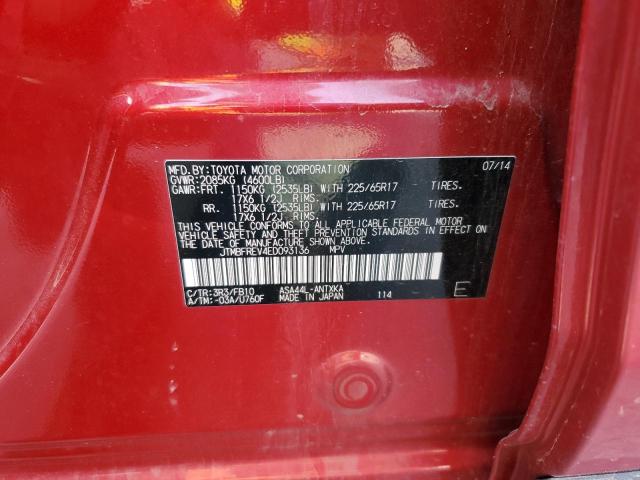 MFD. BY: TOYOTA MOTOR CORPORATION 07/14
GVWR: 2085KG (4600LB)
GAWR: FRT. 1150KG (2535LB) WITH 225/65R17 TIRES.
17X6 1/2J RIMS.
RR. 1150KG (2535LB) WITH 225/65R17 TIRES.
17X6 1/2J RIMS.
THIS VEHICLE CONFORMS TO ALL APPLICABLE FEDERAL MOTOR
VEHICLE SAFETY AND THEFT PREVENTION STANDARDS IN EFFECT
ON THE DATE OF MANUFACTURE SHOWN ABOVE.
JTMBFREV4ED093136 MPV
C/TR: 3R3/FB10 ASA44L-ANTXKA
A/TM: -03A/U760F MADE IN JAPAN 114 E